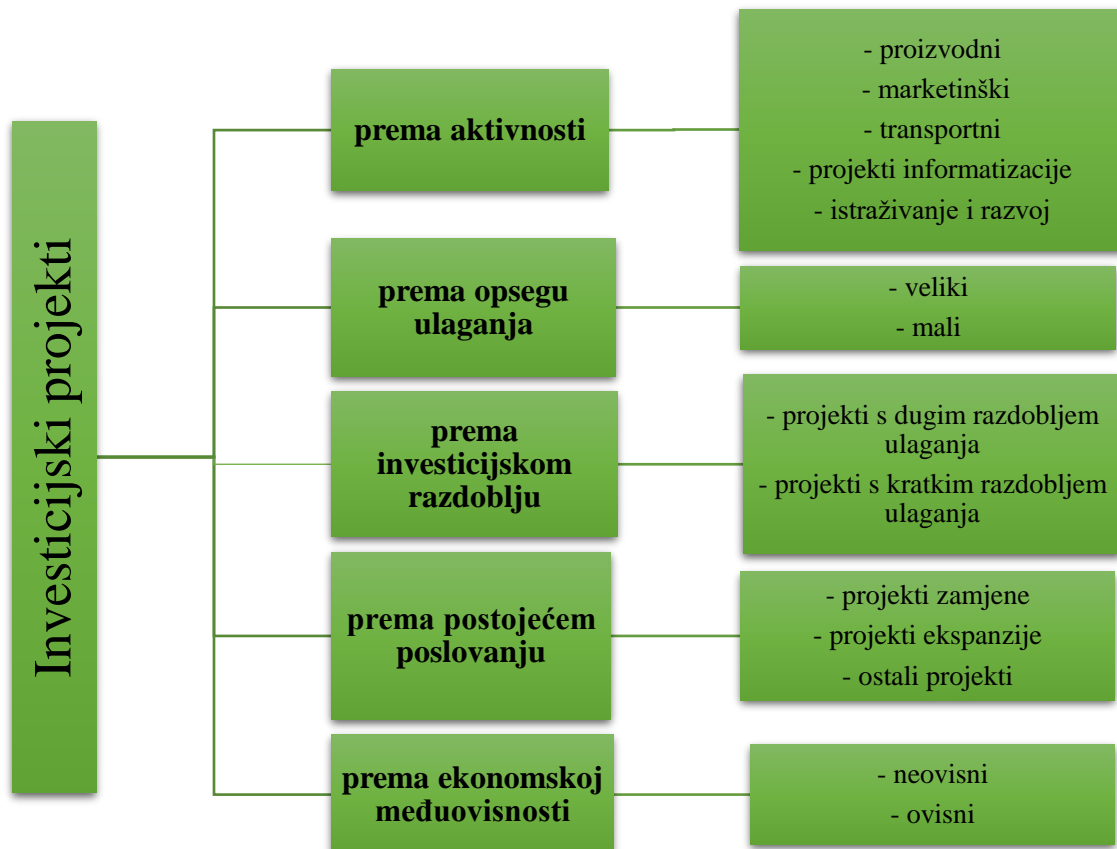 Investicijski projekti
prema aktivnosti
- proizvodni
- marketinški
- transportni
- projekti informatizacije
- istraživanje i razvoj
prema opsegu
ulaganja
- veliki
- mali
prema
investicijskom
razdoblju
- projekti s dugim razdobljem
ulaganja
- projekti s kratkim razdobljem
ulaganja
prema postojećem
poslovanju
- projekti zamjene
- projekti ekspanzije
- ostali projekti
prema ekonomskoj
međuovisnosti
- neovisni
- ovisni